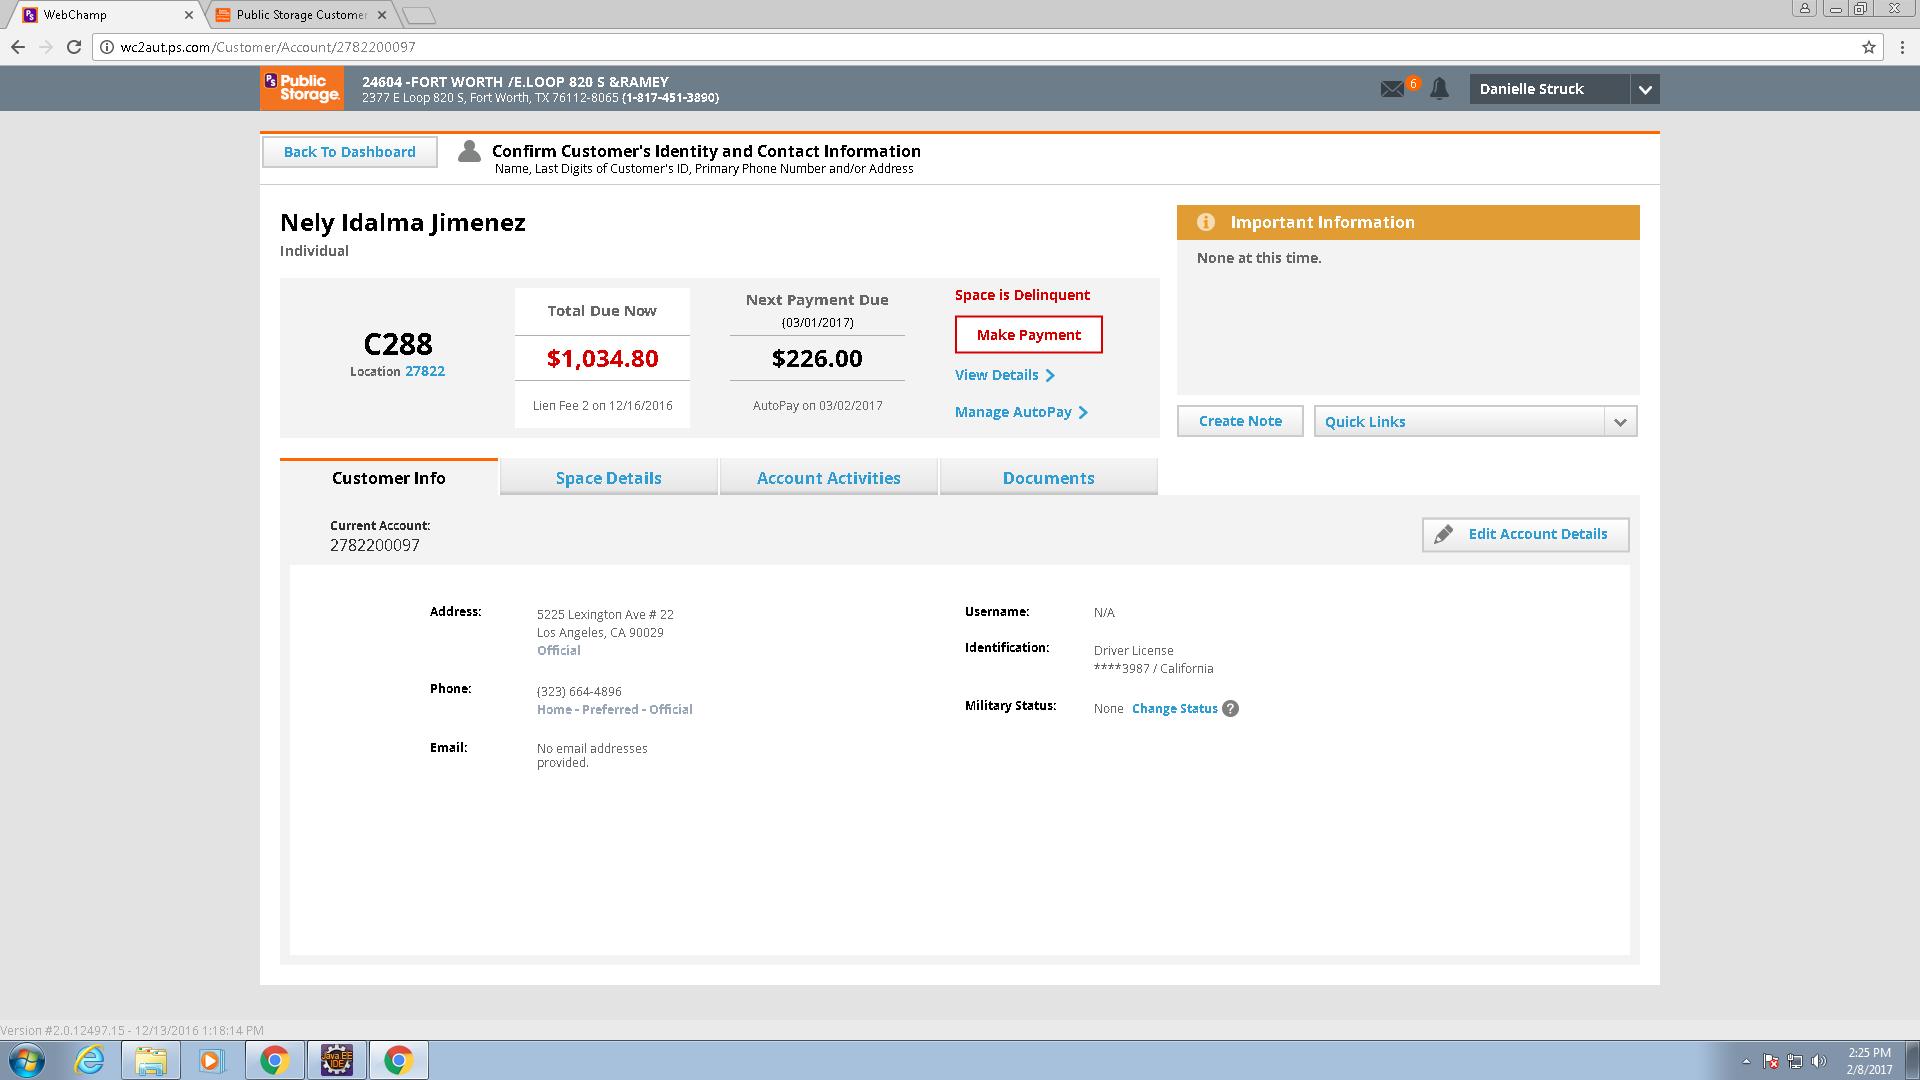 WebChamp
Public Storage Customer
wc2aut.ps.com/Customer/Account/2782200097
PS Public Storage
24604 -FORT WORTH /E.LOOP 820 S &RAMEY
2377 E Loop 820 S, Fort Worth, TX 76112-8065 (1-817-451-3890)
6
Danielle Struck
Back To Dashboard
Confirm Customer's Identity and Contact Information
Name, Last Digits of Customer's ID, Primary Phone Number and/or Address
Nely Idalma Jimenez
Individual
C288
Location 27822
Total Due Now
$1,034.80
Lien Fee 2 on 12/16/2016
Next Payment Due
(03/01/2017)
$226.00
AutoPay on 03/02/2017
Space is Delinquent
Make Payment
View Details
Manage AutoPay
Important Information
None at this time.
Create Note
Quick Links
Customer Info
Space Details
Account Activities
Documents
Current Account:
2782200097
Edit Account Details
Address:
5225 Lexington Ave # 22
Los Angeles, CA 90029
Official
Phone:
(323) 664-4896
Home - Preferred - Official
Email:
No email addresses
provided.
Username:
N/A
Identification:
Driver License
****3987 / California
Military Status:
None Change Status ?
Version #2.0.12497.15 - 12/13/2016 1:18:14 PM
Java EE
IDE
2:25 PM
2/8/2017